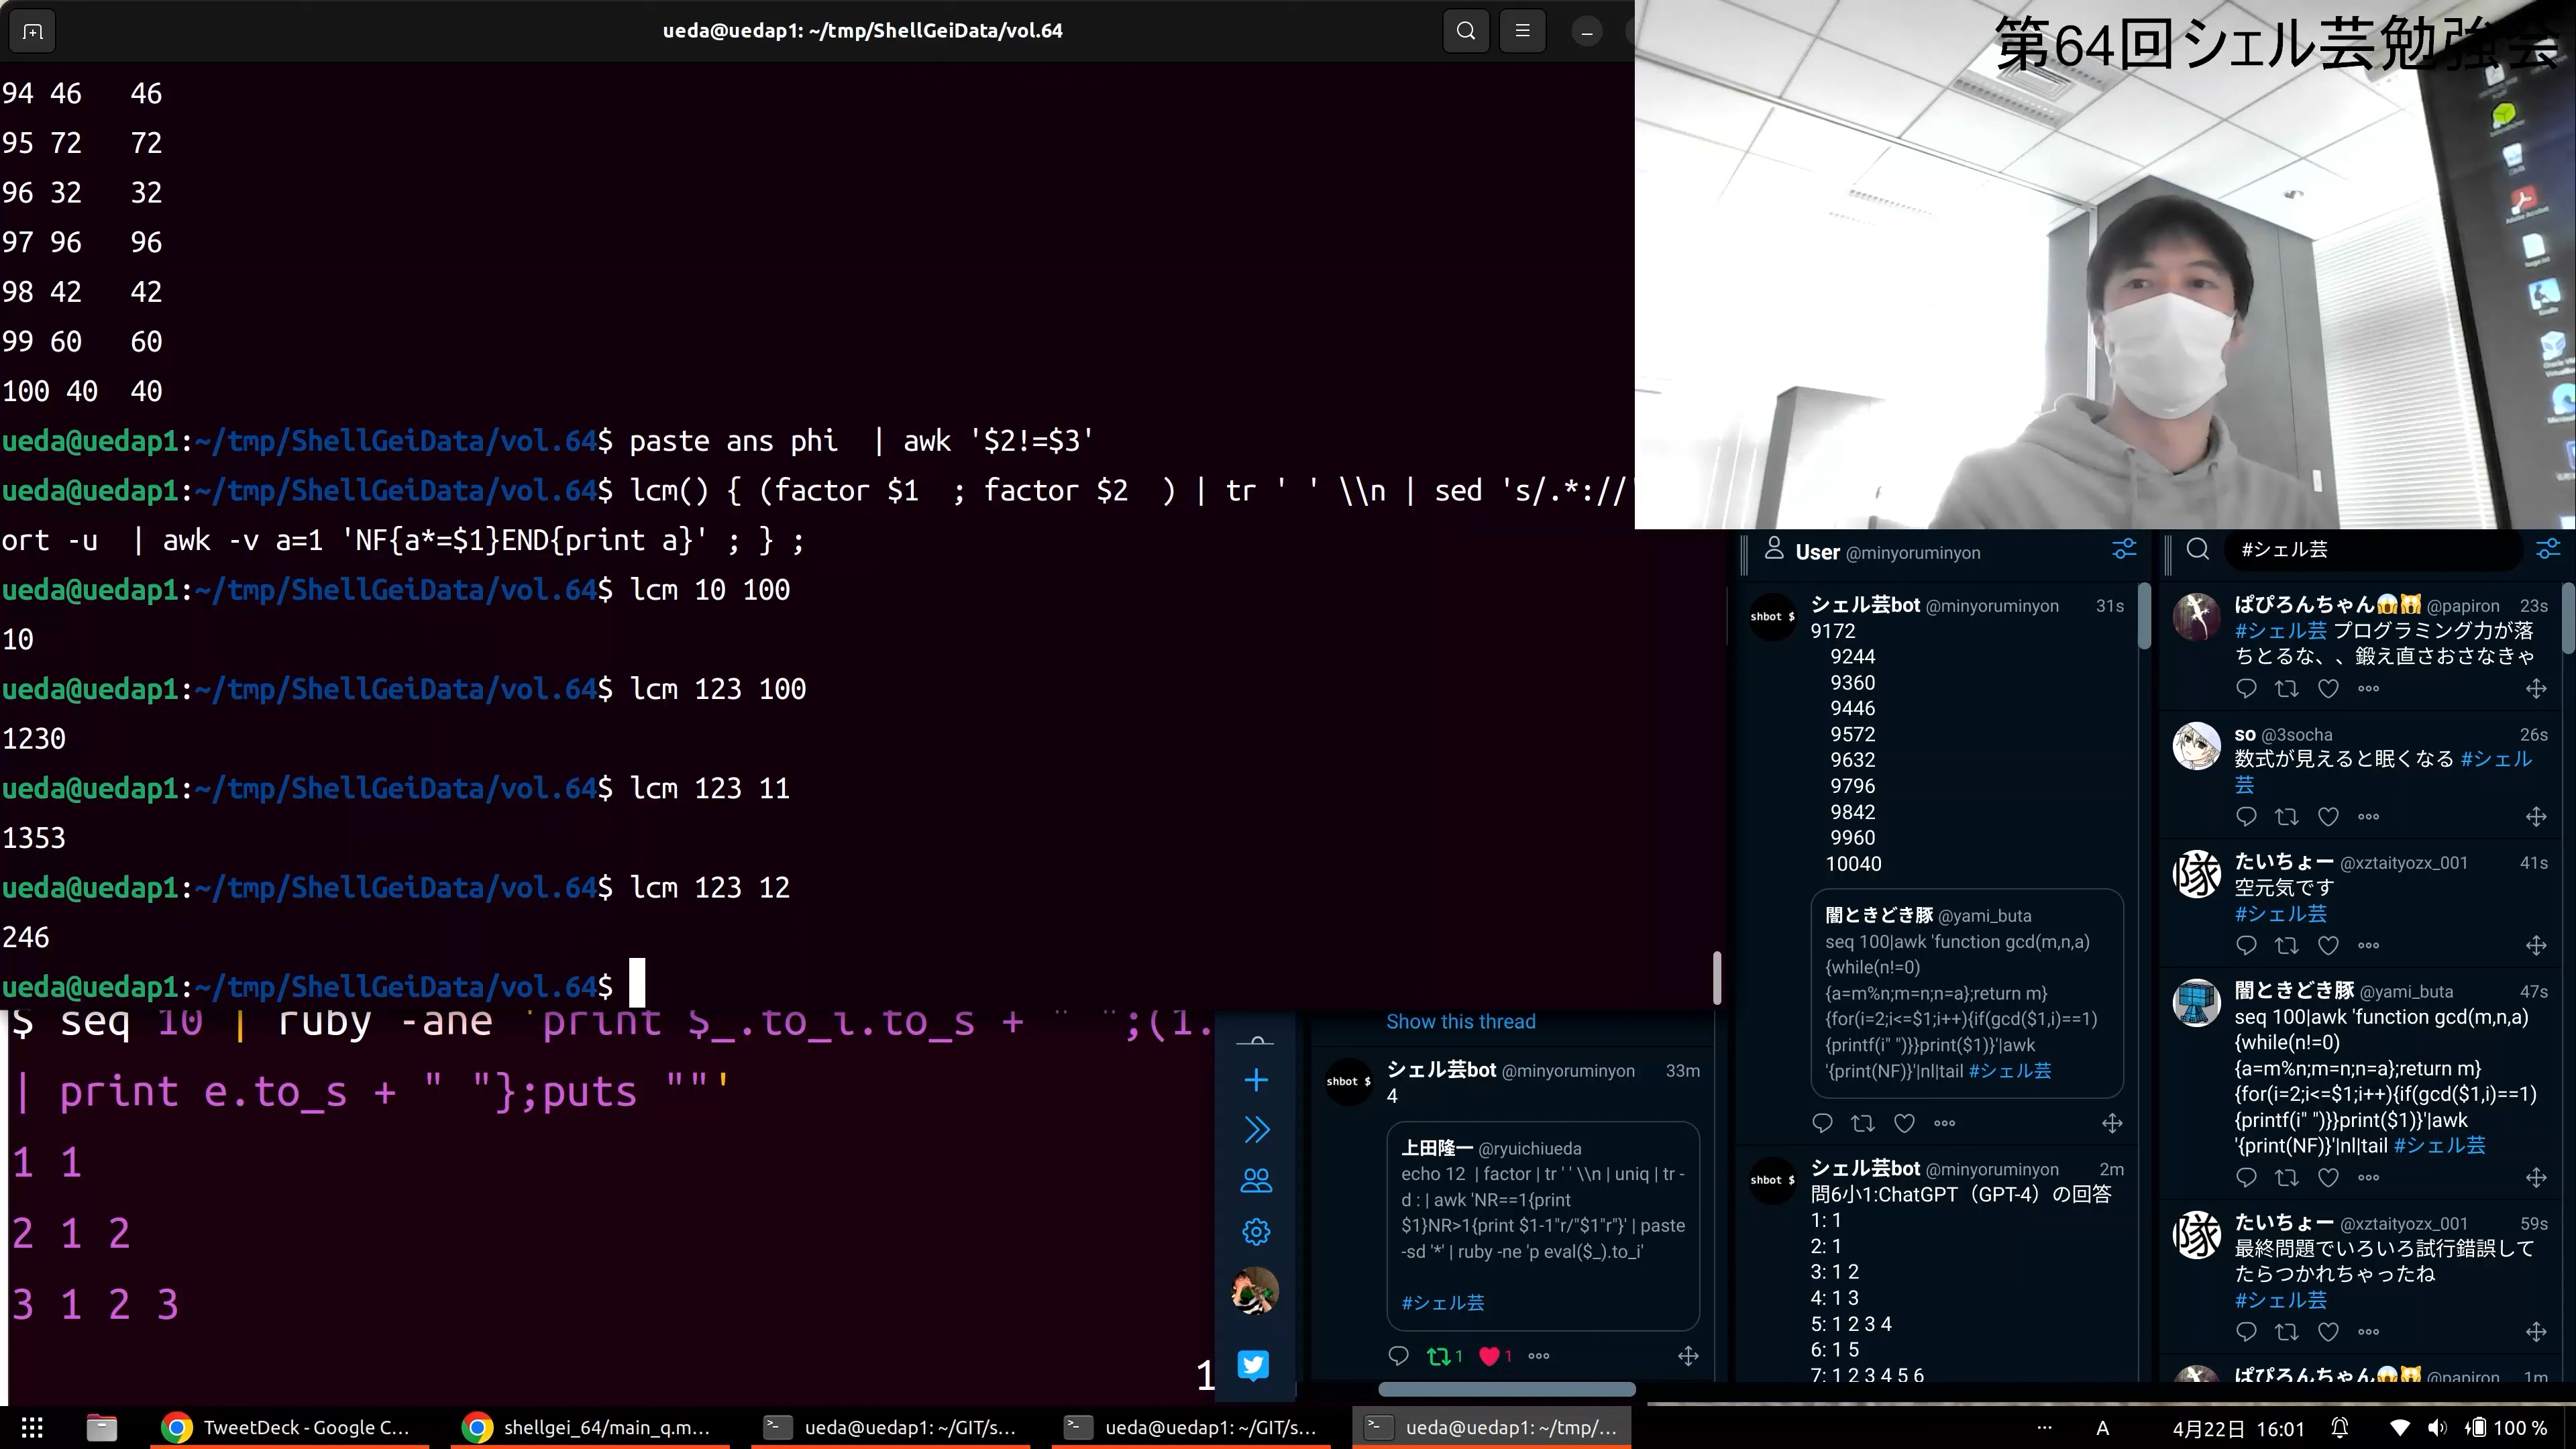 ueda@uedap1: ~/tmp/ShellGeiData/vol.64
94 46   46
95 72   72
96 32   32
97 96   96
98 42   42
99 60   60
100 40   40
ueda@uedap1:~/tmp/ShellGeiData/vol.64$ paste ans phi  | awk '$2!=$3'
ueda@uedap1:~/tmp/ShellGeiData/vol.64$ lcm() { (factor $1  ; factor $2  ) | tr ' ' \\n | sed 's/.*://'
ort -u  | awk -v a=1 'NF{a*=$1}END{print a}' ; } ;
ueda@uedap1:~/tmp/ShellGeiData/vol.64$ lcm 10 100
10
ueda@uedap1:~/tmp/ShellGeiData/vol.64$ lcm 123 100
1230
ueda@uedap1:~/tmp/ShellGeiData/vol.64$ lcm 123 11
1353
ueda@uedap1:~/tmp/ShellGeiData/vol.64$ lcm 123 12
246
ueda@uedap1:~/tmp/ShellGeiData/vol.64$
$ seq 10 | ruby -ane 'print $_.to_i.to_s + " ";(1.
| print e.to_s + " "};puts ""'
1 1
2 1 2
3 1 2 3
1
第64回シェル芸勉強会
Show this thread
シェル芸bot @minyoruminyon 33m
shbot $
4
上田隆一 @ryuichiueda
echo 12 | factor | tr ' ' \\n | uniq | tr -
d : | awk 'NR==1{print
$1}NR>1{print $1-1"r/"$1"r"}' | paste
-sd '*' | ruby -ne 'p eval($_).to_i'
#シェル芸
1 1
User @minyoruminyon
シェル芸bot @minyoruminyon 31s
shbot $
9172
9244
9360
9446
9572
9632
9796
9842
9960
10040
闇ときどき豚 @yami_buta
seq 100|awk 'function gcd(m,n,a)
{while(n!=0)
{a=m%n;m=n;n=a};return m}
{for(i=2;i<=$1;i++){if(gcd($1,i)==1)
{printf(i" ")}}print($1)}'|awk
'{print(NF)}'|nl|tail #シェル芸
シェル芸bot @minyoruminyon 2m
shbot $
問6小1:ChatGPT（GPT-4）の回答
1: 1
2: 1
3: 1 2
4: 1 3
5: 1 2 3 4
6: 1 5
7: 1 2 3 4 5 6
#シェル芸
ぱぴろんちゃん😱🙀 @papiron 23s
#シェル芸 プログラミング力が落
ちとるな、、鍛え直さおさなきゃ
so @3socha 26s
数式が見えると眠くなる #シェル
芸
隊
たいちょー @xztaityozx_001 41s
空元気です
#シェル芸
闇ときどき豚 @yami_buta 47s
seq 100|awk 'function gcd(m,n,a)
{while(n!=0)
{a=m%n;m=n;n=a};return m}
{for(i=2;i<=$1;i++){if(gcd($1,i)==1)
{printf(i" ")}}print($1)}'|awk
'{print(NF)}'|nl|tail #シェル芸
隊
たいちょー @xztaityozx_001 59s
最終問題でいろいろ試行錯誤して
たらつかれちゃったね
#シェル芸
ぱぴろんちゃん😱🙀 @papiron 1m
TweetDeck - Google C...
shellgei_64/main_q.m...
ueda@uedap1: ~/GIT/s...
ueda@uedap1: ~/GIT/s...
ueda@uedap1: ~/tmp/...
A
4月22日 16:01
100 %